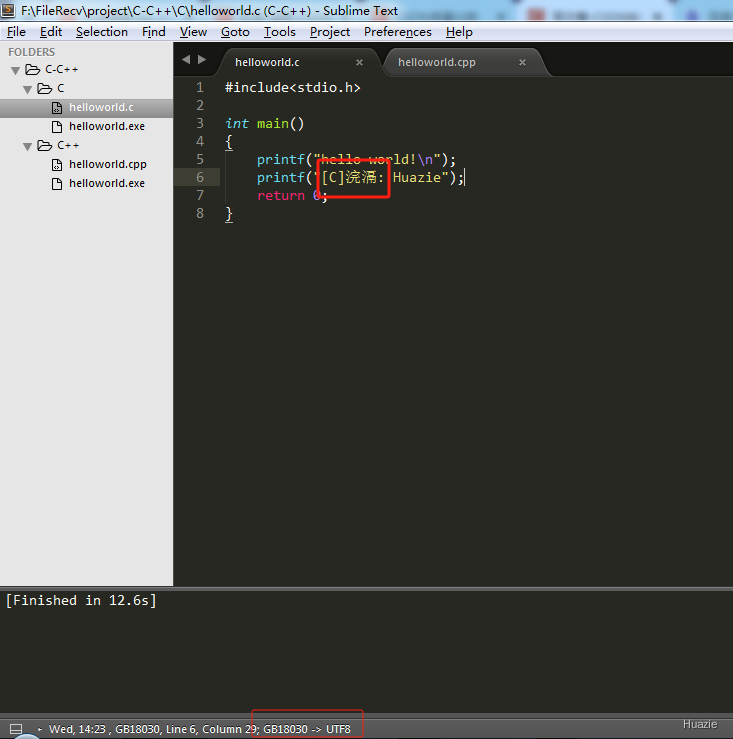 F:\FileRecv\project\C-C++\C\helloworld.c (C-C++) - Sublime Text
File Edit Selection Find View Goto Tools Project Preferences Help
FOLDERS
C-C++
C
helloworld.c
helloworld.exe
C++
helloworld.cpp
helloworld.exe
helloworld.c × helloworld.cpp ×
1 #include<stdio.h>
2
3 int main()
4 {
5 printf("hello world!\n");
6 printf("[C]浣滆: Huazie");
7 return 0;
8 }
[Finished in 12.6s]
Wed, 14:23 , GB18030, Line 6, Column 29; GB18030 -> UTF8
Huazie